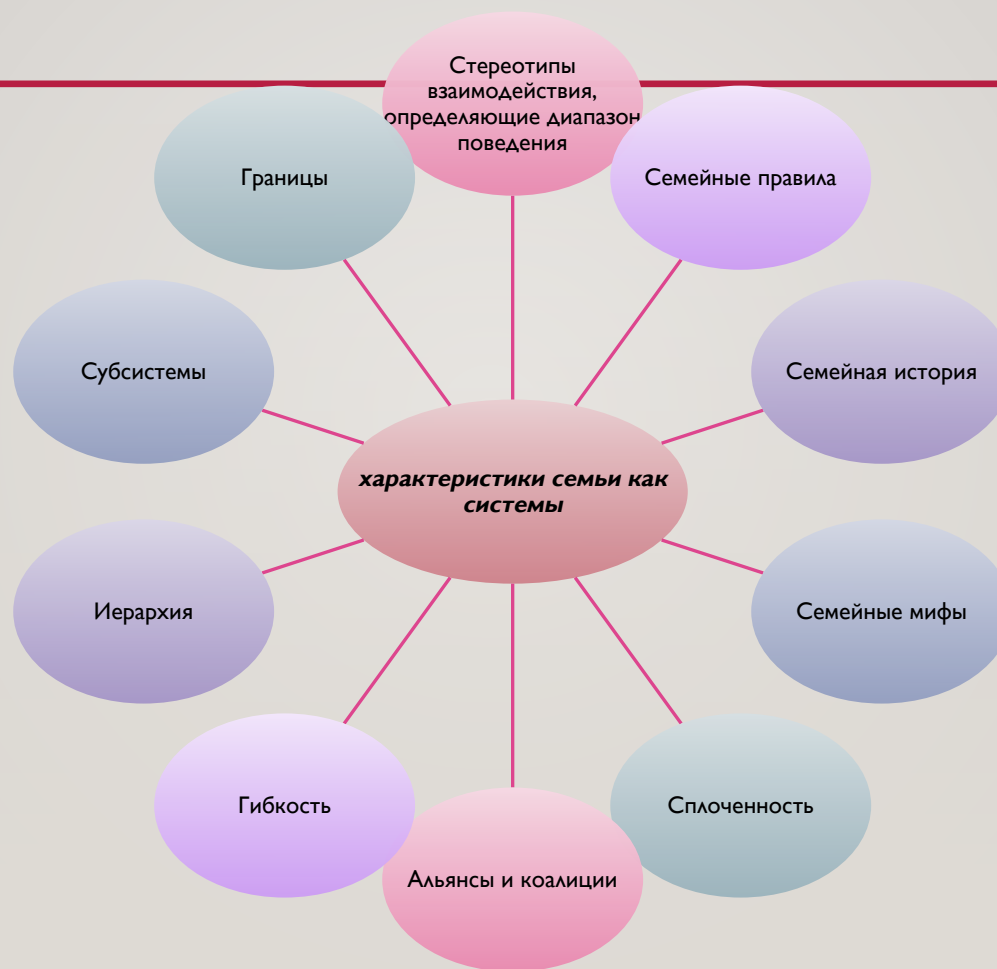 Стереотипы
взаимодействия,
определяющие диапазон
поведения
Границы
Семейные правила
Субсистемы
Семейная история
характеристики семьи как
системы
Иерархия
Семейные мифы
Гибкость
Сплоченность
Альянсы и коалиции